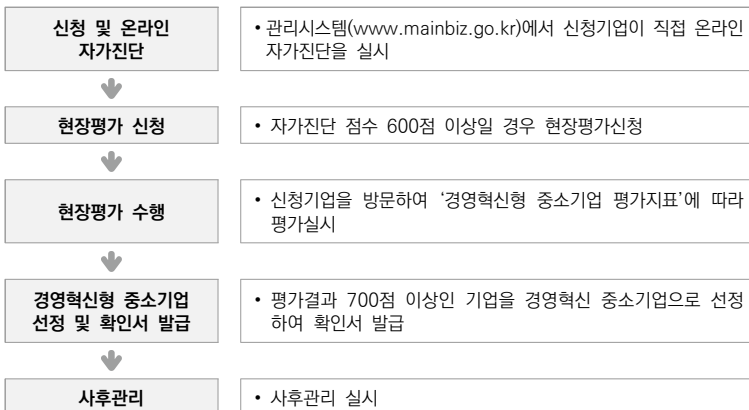 신청 및 온라인
자가진단
• 관리시스템(www.mainbiz.go.kr)에서 신청기업이 직접 온라인
자가진단을 실시
현장평가 신청
• 자가진단 점수 600점 이상일 경우 현장평가신청
현장평가 수행
• 신청기업을 방문하여 ‘경영혁신형 중소기업 평가지표’에 따라
평가실시
경영혁신형 중소기업
선정 및 확인서 발급
• 평가결과 700점 이상인 기업을 경영혁신 중소기업으로 선정
하여 확인서 발급
사후관리
• 사후관리 실시